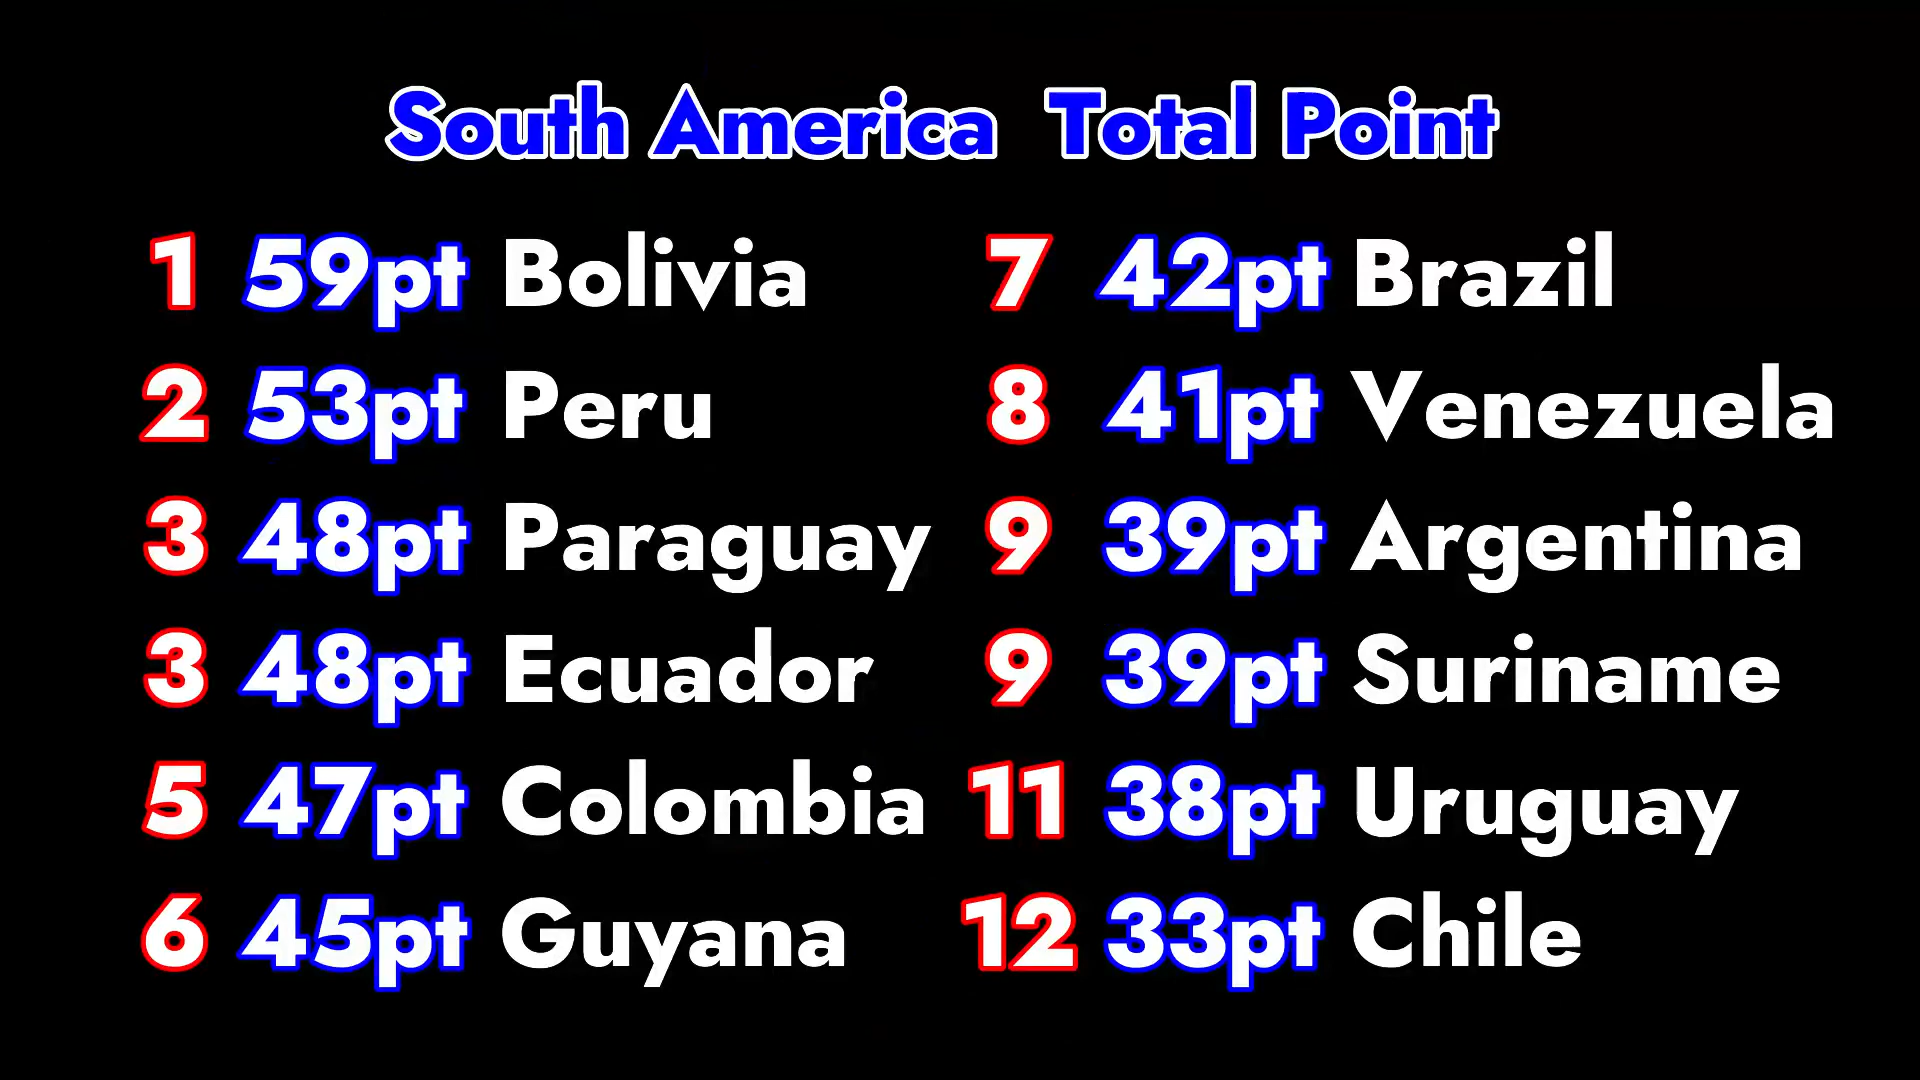 South America Total Point
1 59pt Bolivia
2 53pt Peru
3 48pt Paraguay
3 48pt Ecuador
5 47pt Colombia
6 45pt Guyana
7 42pt Brazil
8 41pt Venezuela
9 39pt Argentina
9 39pt Suriname
11 38pt Uruguay
12 33pt Chile